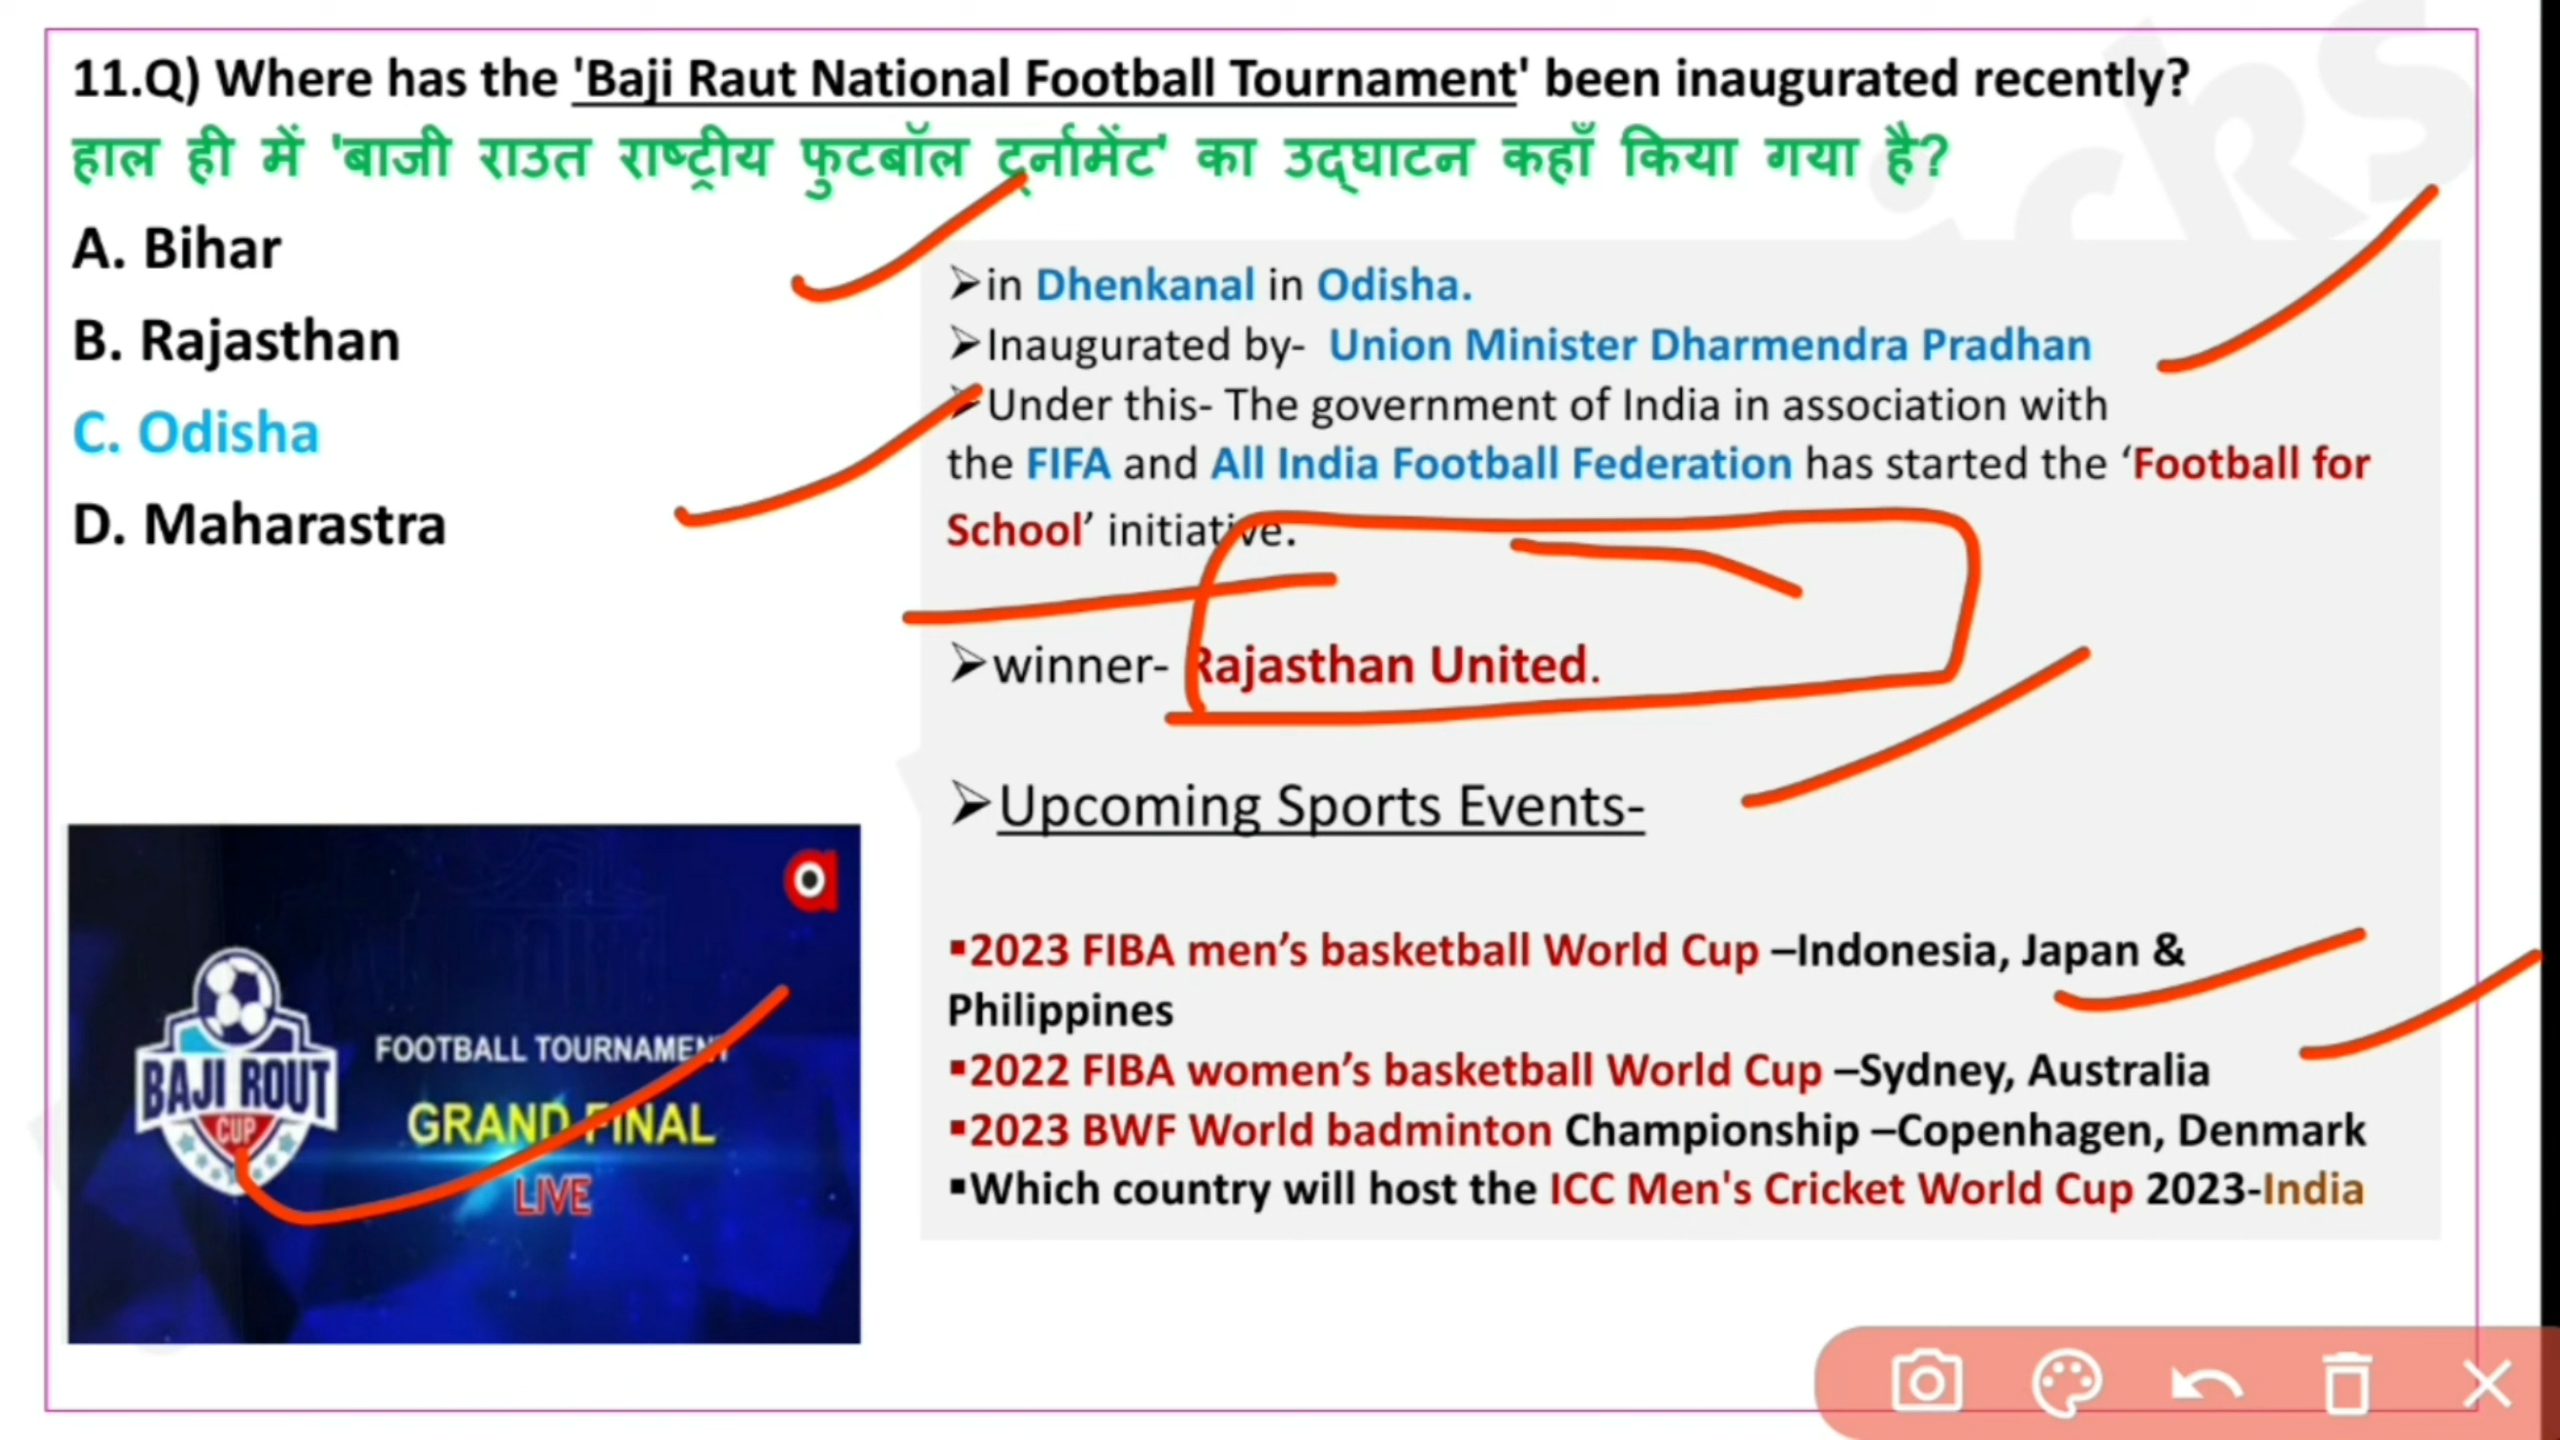 11.Q) Where has the 'Baji Raut National Football Tournament' been inaugurated recently?
हाल ही में 'बाजी राउत राष्ट्रीय फुटबॉल टूर्नामेंट' का उद्घाटन कहाँ किया गया है?
A. Bihar
B. Rajasthan
C. Odisha
D. Maharastra
➢in Dhenkanal in Odisha.
➢Inaugurated by- Union Minister Dharmendra Pradhan
➢Under this- The government of India in association with
the FIFA and All India Football Federation has started the ‘Football for
School’ initiative.
➢winner- Rajasthan United.
➢Upcoming Sports Events-
▪2023 FIBA men’s basketball World Cup –Indonesia, Japan &
Philippines
▪2022 FIBA women’s basketball World Cup –Sydney, Australia
▪2023 BWF World badminton Championship –Copenhagen, Denmark
▪Which country will host the ICC Men's Cricket World Cup 2023-India
a
BAJI ROUT
CUP
FOOTBALL TOURNAMENT
GRAND FINAL
LIVE